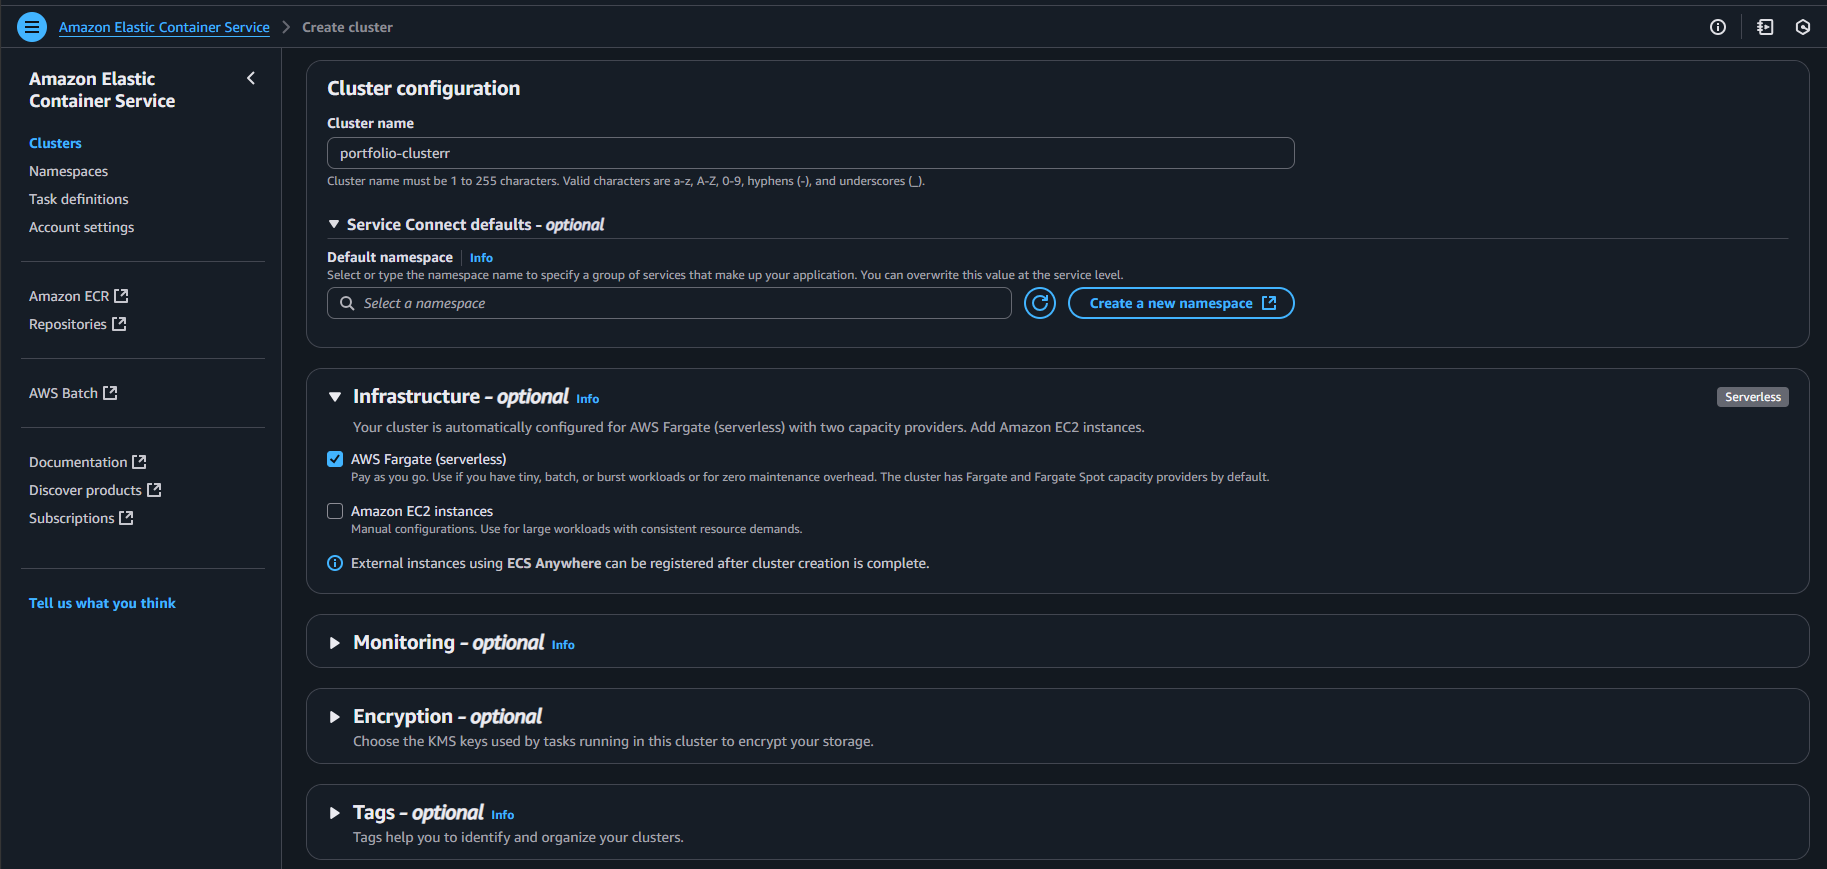 Amazon Elastic Container Service
Create cluster
Amazon Elastic
Container Service
Clusters
Namespaces
Task definitions
Account settings
Amazon ECR
Repositories
AWS Batch
Documentation
Discover products
Subscriptions
Tell us what you think
Cluster configuration
Cluster name
portfolio-clusterr
Cluster name must be 1 to 255 characters. Valid characters are a-z, A-Z, 0-9, hyphens (-), and underscores (_).
Service Connect defaults - optional
Default namespace Info
Select or type the namespace name to specify a group of services that make up your application. You can overwrite this value at the service level.
Select a namespace
Create a new namespace
Infrastructure - optional Info
Serverless
Your cluster is automatically configured for AWS Fargate (serverless) with two capacity providers. Add Amazon EC2 instances.
AWS Fargate (serverless)
Pay as you go. Use if you have tiny, batch, or burst workloads or for zero maintenance overhead. The cluster has Fargate and Fargate Spot capacity providers by default.
Amazon EC2 instances
Manual configurations. Use for large workloads with consistent resource demands.
External instances using ECS Anywhere can be registered after cluster creation is complete.
Monitoring - optional Info
Encryption - optional
Choose the KMS keys used by tasks running in this cluster to encrypt your storage.
Tags - optional Info
Tags help you to identify and organize your clusters.